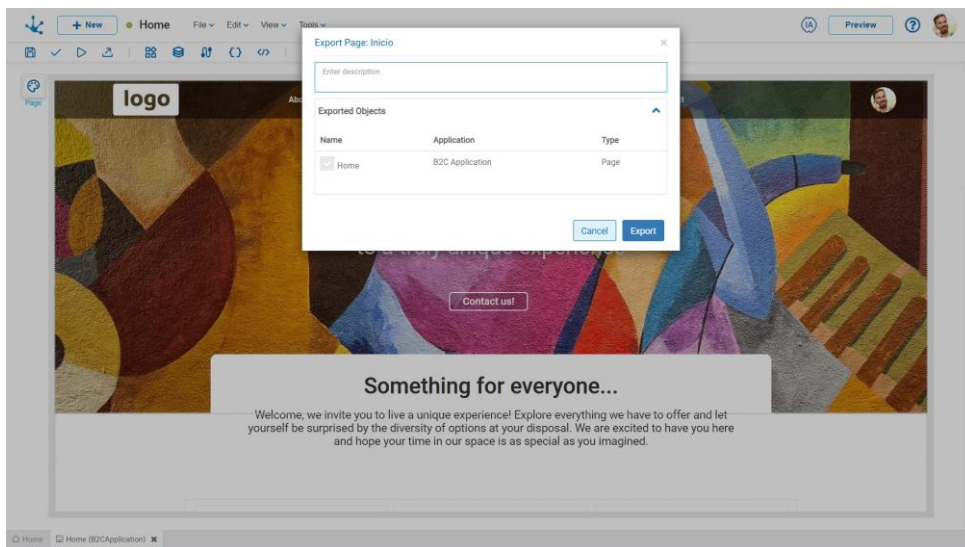 + New
Home
File
Edit
View
Tools
IA
Preview
?
Export Page: Inicio
Enter description
Exported Objects
Name Application Type
Home B2C Application Page
Cancel Export
Page
logo
to a truly unique experience
Contact us!
Something for everyone...
Welcome, we invite you to live a unique experience! Explore everything we have to offer and let
yourself be surprised by the diversity of options at your disposal. We are excited to have you here
and hope your time in our space is as special as you imagined.
Home
Home (B2CApplication)